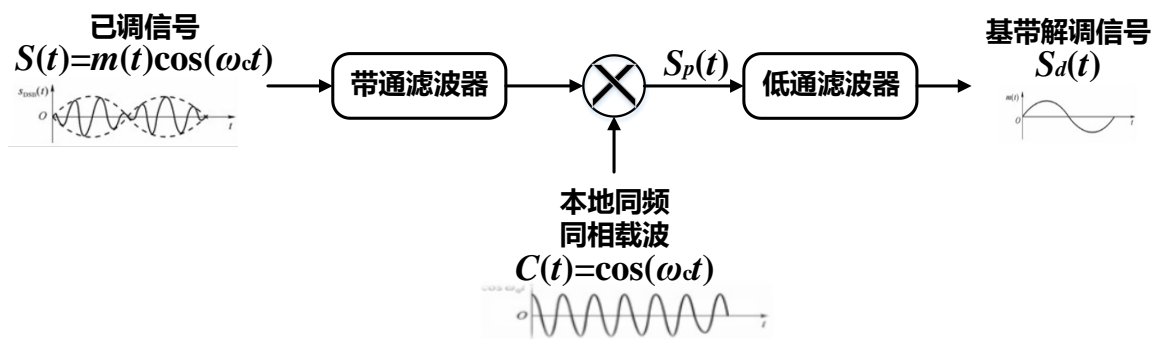 已调信号
S(t)=m(t)cos(ωct)
sDSB(t)
O
t
带通滤波器
Sp(t)
低通滤波器
基带解调信号
Sd(t)
m(t)
O
t
本地同频
同相载波
C(t)=cos(ωct)
O
t